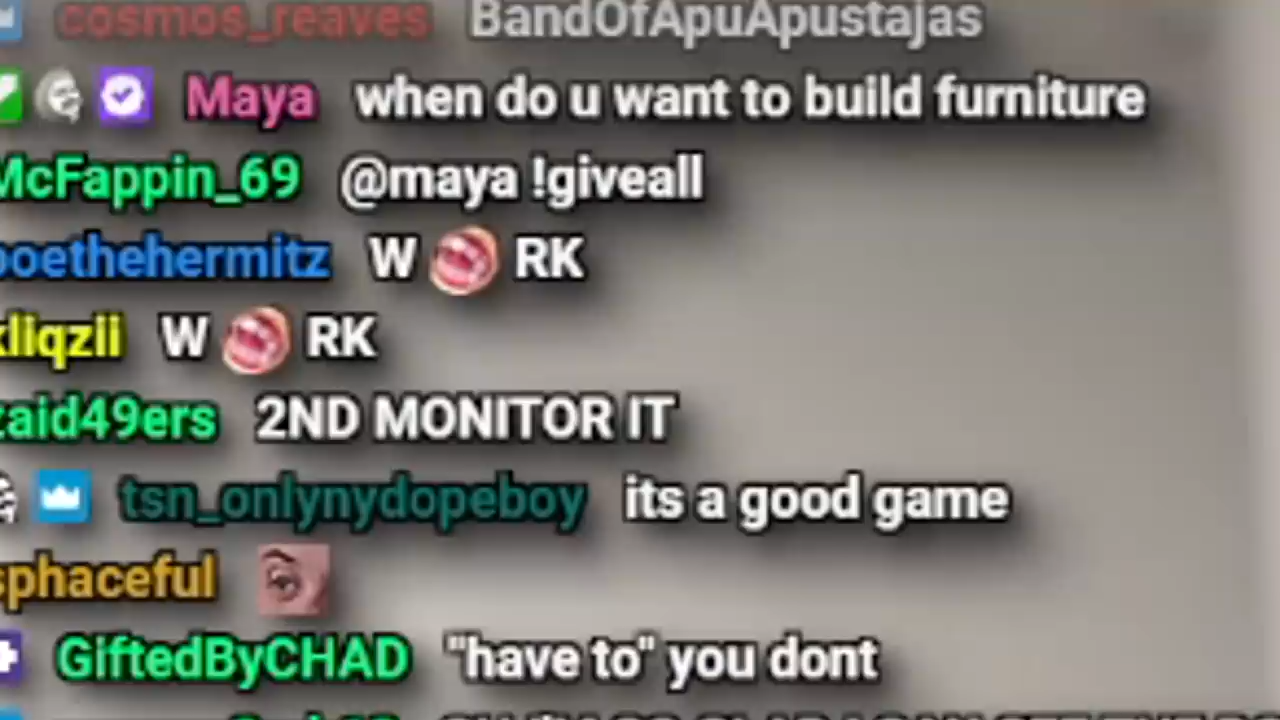 cosmos_reaves BandOfApuApustajas
Maya when do u want to build furniture
McFappin_69 @maya !giveall
oethehermitz W RK
kliqzii W RK
zaid49ers 2ND MONITOR IT
tsn_onlynydopeboy its a good game
sphaceful
GiftedByCHAD "have to" you dont